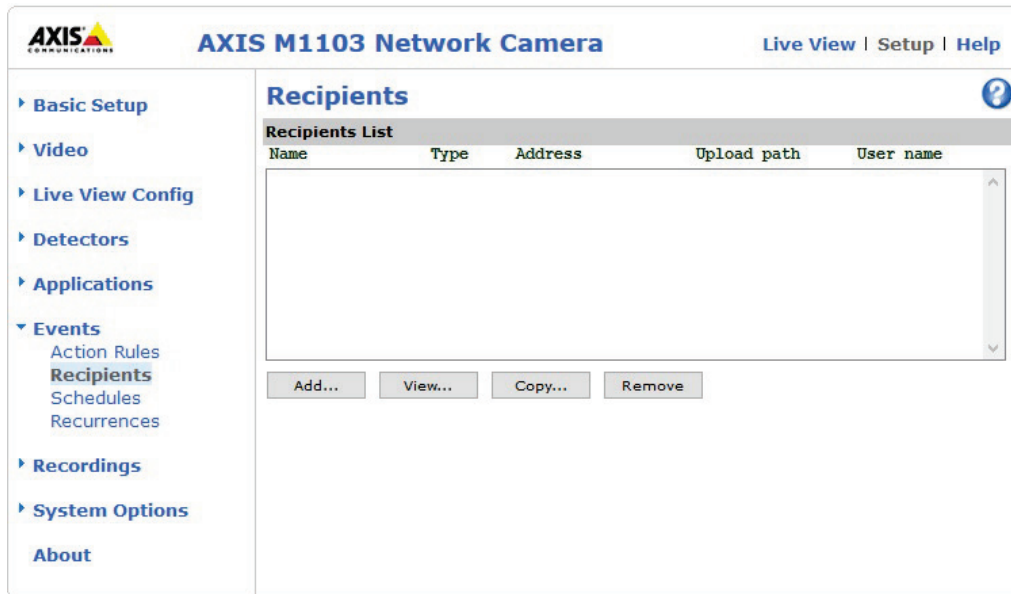 AXIS
COMMUNICATIONS
AXIS M1103 Network Camera
Live View | Setup | Help
Basic Setup
Video
Live View Config
Detectors
Applications
Events
Action Rules
Recipients
Schedules
Recurrences
Recordings
System Options
About
Recipients
?
Recipients List
Name Type Address Upload path User name
Add... View... Copy... Remove